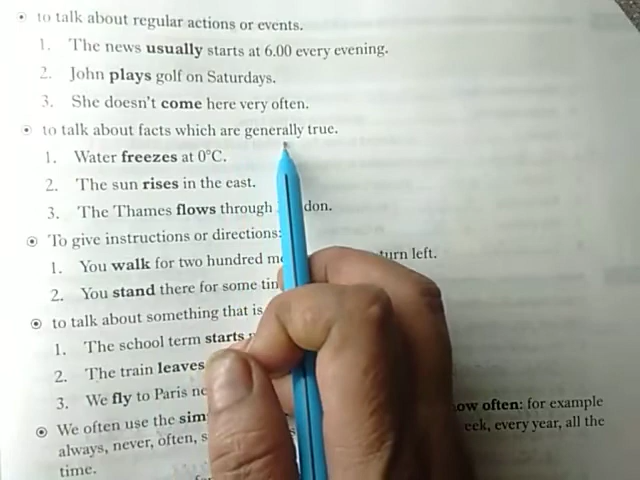 to talk about regular actions or events.
1. The news usually starts at 6.00 every evening.
2. John plays golf on Saturdays.
3. She doesn't come here very often.
to talk about facts which are generally true.
1. Water freezes at 0°C.
2. The sun rises in the east.
3. The Thames flows through don.
To give instructions or directions:
1. You walk for two hundred turn left.
2. You stand there for some
to talk about something that is
1. The school term starts
2. The train leaves
3. We fly to Paris
We often use the how often: for example
always, never, often, every year, all the
time.